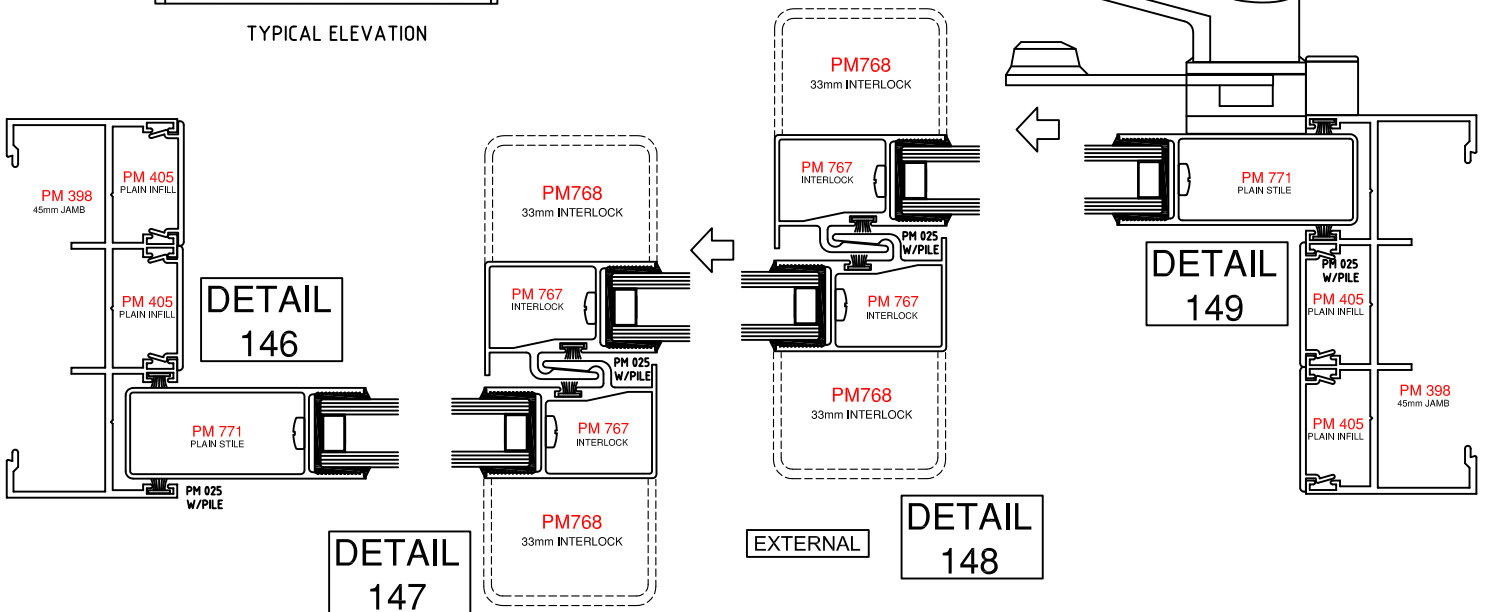 TYPICAL ELEVATION
PM768
33mm INTERLOCK
PM 398
45mm JAMB
PM 405
PLAIN INFILL
PM 405
PLAIN INFILL
DETAIL
146
PM 771
PLAIN STILE
PM 025
W/PILE
PM768
33mm INTERLOCK
PM 767
INTERLOCK
PM 025
W/PILE
PM 767
INTERLOCK
PM768
33mm INTERLOCK
DETAIL
147
PM 767
INTERLOCK
PM 025
W/PILE
PM 767
INTERLOCK
PM768
33mm INTERLOCK
EXTERNAL
DETAIL
148
PM 771
PLAIN STILE
DETAIL
149
PM 025
W/PILE
PM 405
PLAIN INFILL
PM 398
45mm JAMB
PM 405
PLAIN INFILL